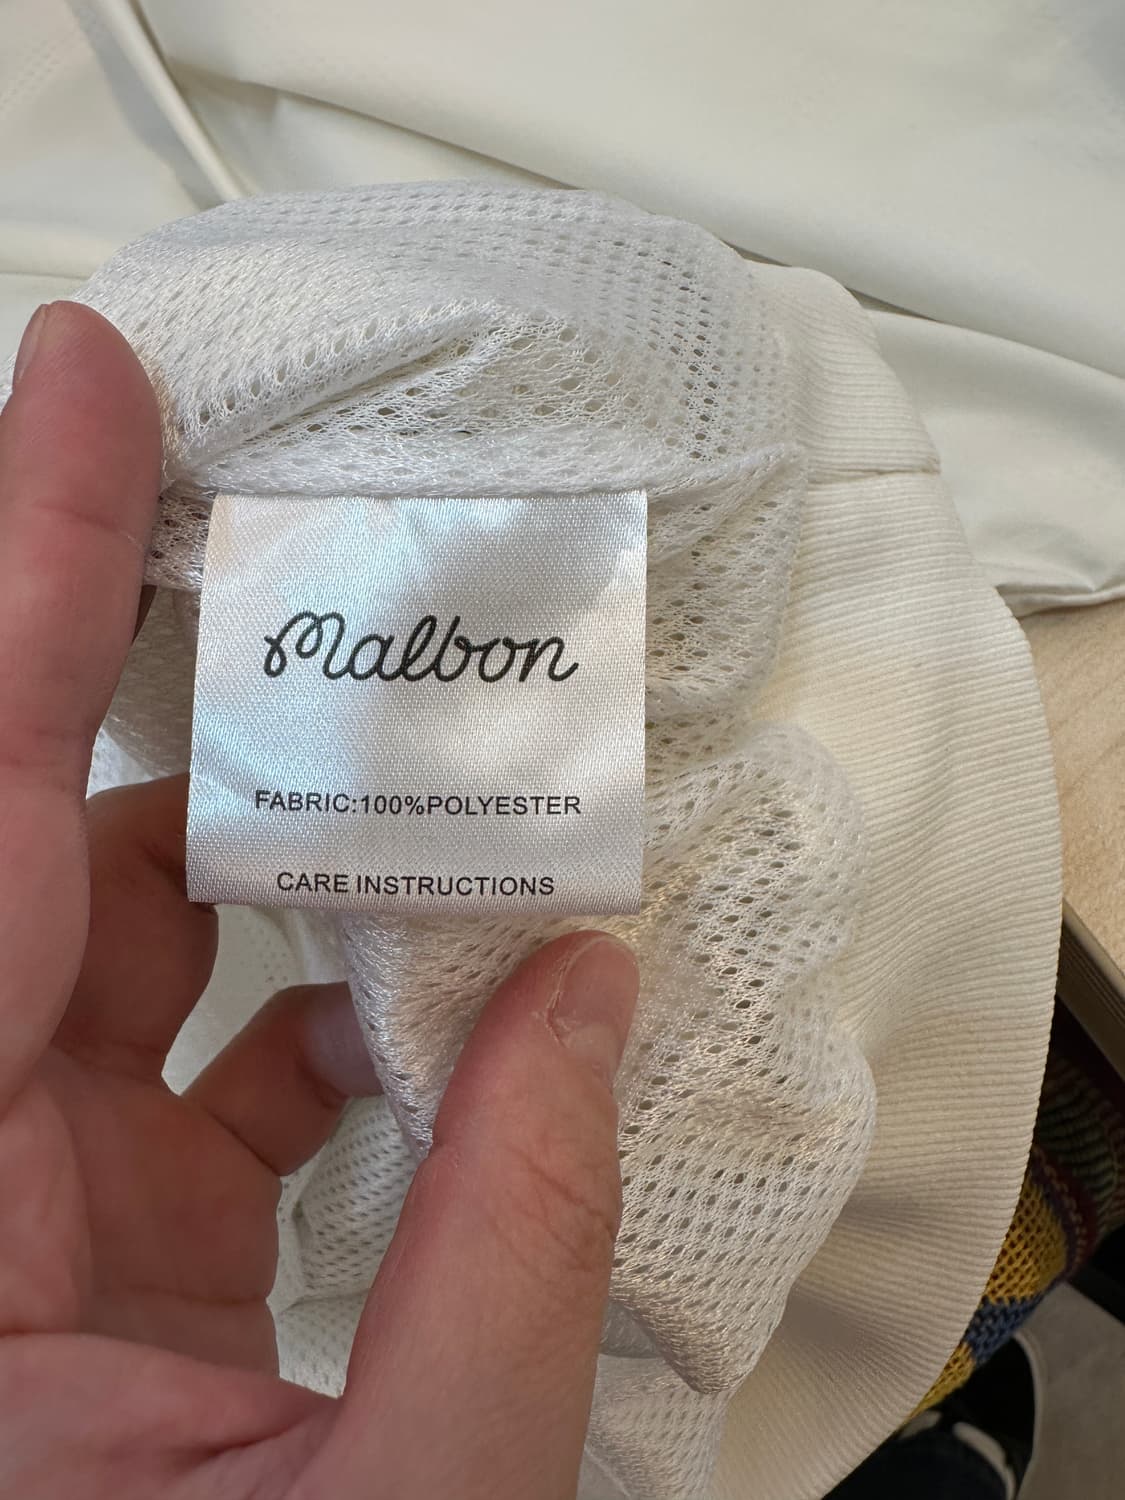 Malbon
FABRIC:100%POLYESTER
CARE INSTRUCTIONS